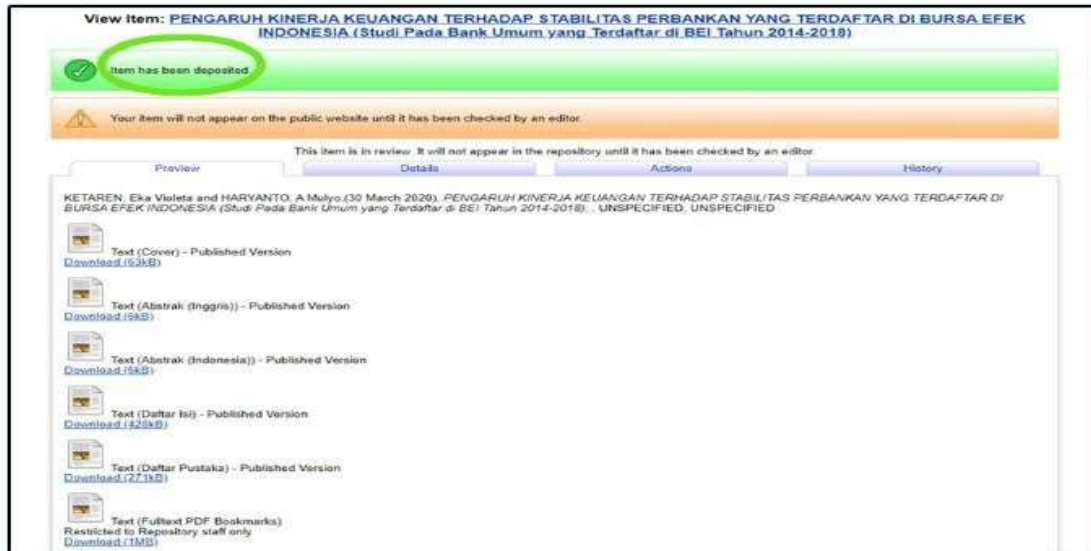 View Item: PENGARUH KINERJA KEUANGAN TERHADAP STABILITAS PERBANKAN YANG TERDAFTAR DI BURSA EFEK
INDONESIA (Studi Pada Bank Umum yang Terdaftar di BEI Tahun 2014-2018)
Item has been deposited.
Your item will not appear on the public website until it has been checked by an editor.
This item is in review. It will not appear in the repository until it has been checked by an editor.
Preview Details Actions History
KETAREN, Eka Violeta and HARYANTO, A.Mulyo (30 March 2020) PENGARUH KINERJA KEUANGAN TERHADAP STABILITAS PERBANKAN YANG TERDAFTAR DI
BURSA EFEK INDONESIA (Studi Pada Bank Umum yang Terdaftar di BEI Tahun 2014-2018). , UNSPECIFIED, UNSPECIFIED
Text (Cover) - Published Version
Download (63kB)
Text (Abstrak (Inggris)) - Published Version
Download (6kB)
Text (Abstrak (Indonesia)) - Published Version
Download (6kB)
Text (Daftar Isi) - Published Version
Download (428kB)
Text (Daftar Pustaka) - Published Version
Download (271kB)
Text (Fulltext PDF Bookmarks)
Restricted to Repository staff only
Download (1MB)